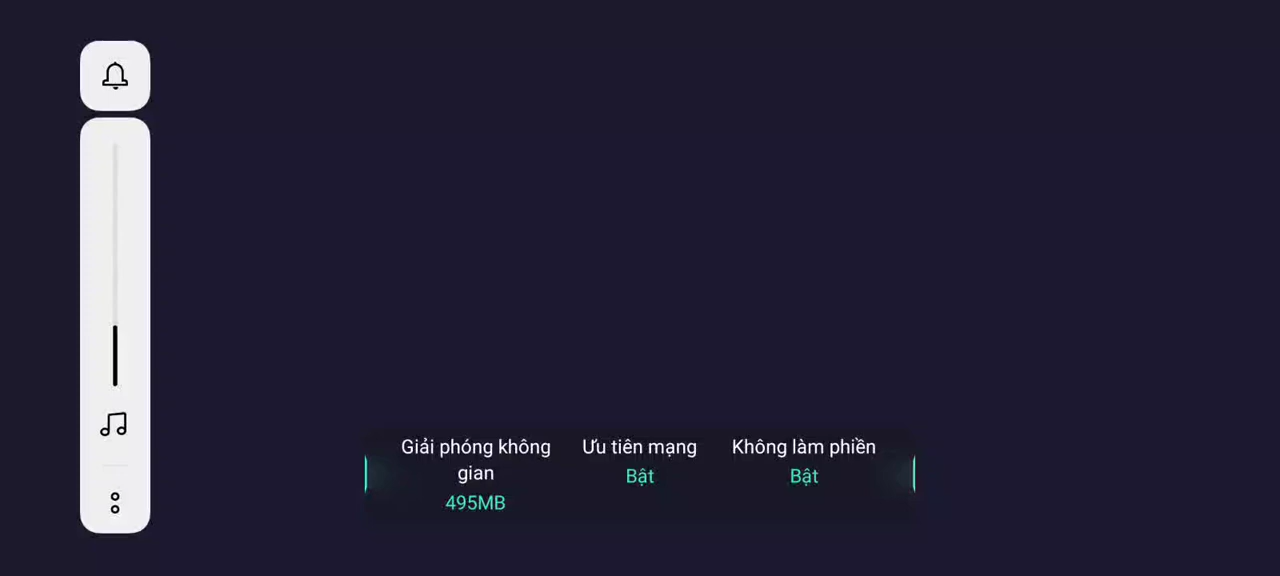 Giải phóng không
gian
495MB
Ưu tiên mạng
Bật
Không làm phiền
Bật